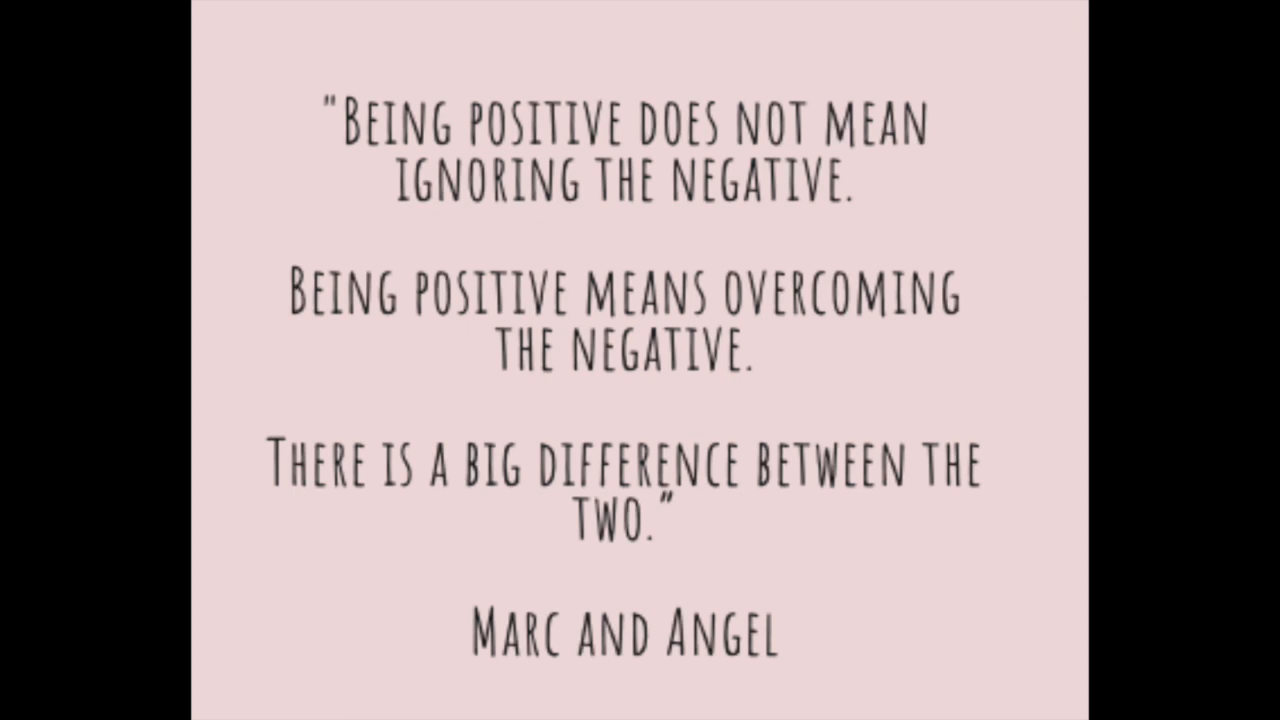 "Being positive does not mean
ignoring the negative.
Being positive means overcoming
the negative.
There is a big difference between the
two.”
Marc and Angel